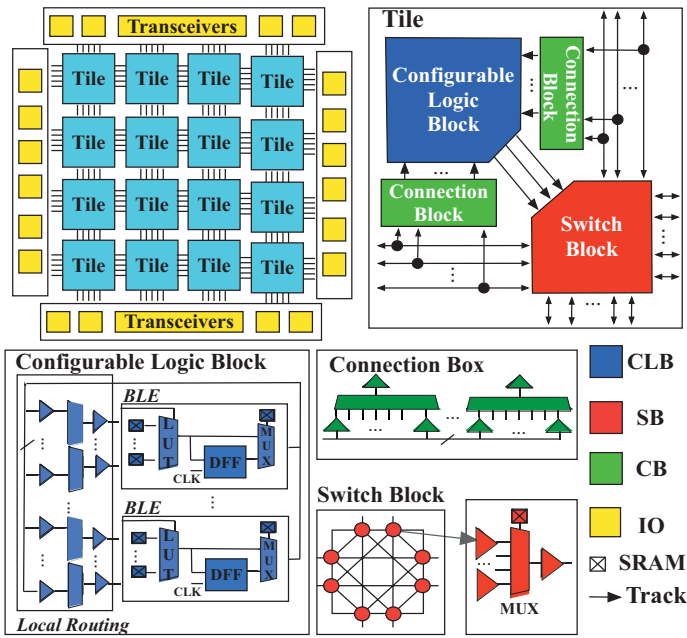 Transceivers
Tile Tile Tile Tile
Tile Tile Tile Tile
Tile Tile Tile Tile
Tile Tile Tile Tile
Transceivers
Tile
Configurable
Logic
Block
Connection
Block
...
...
Connection
Block
Switch
Block
...
...
...
...
Configurable Logic Block
BLE
LUT
MUX
DFF
CLK
...
BLE
LUT
MUX
DFF
CLK
Local Routing
Connection Box
... ... ...
Switch Block
MUX
CLB
SB
CB
IO
SRAM
Track